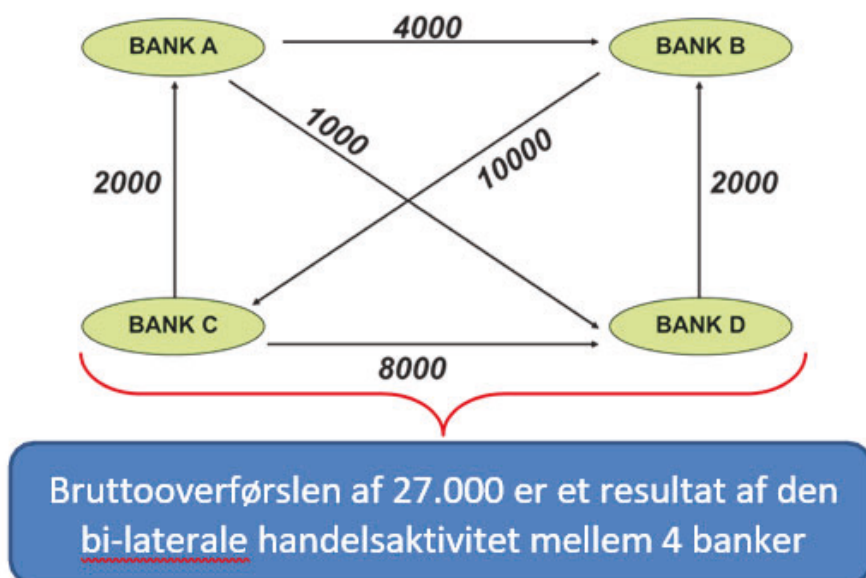 BANK A
4000
BANK B
1000
10000
2000
2000
BANK C
BANK D
8000
Bruttooverførslen af 27.000 er et resultat af den
bi-laterale handelsaktivitet mellem 4 banker